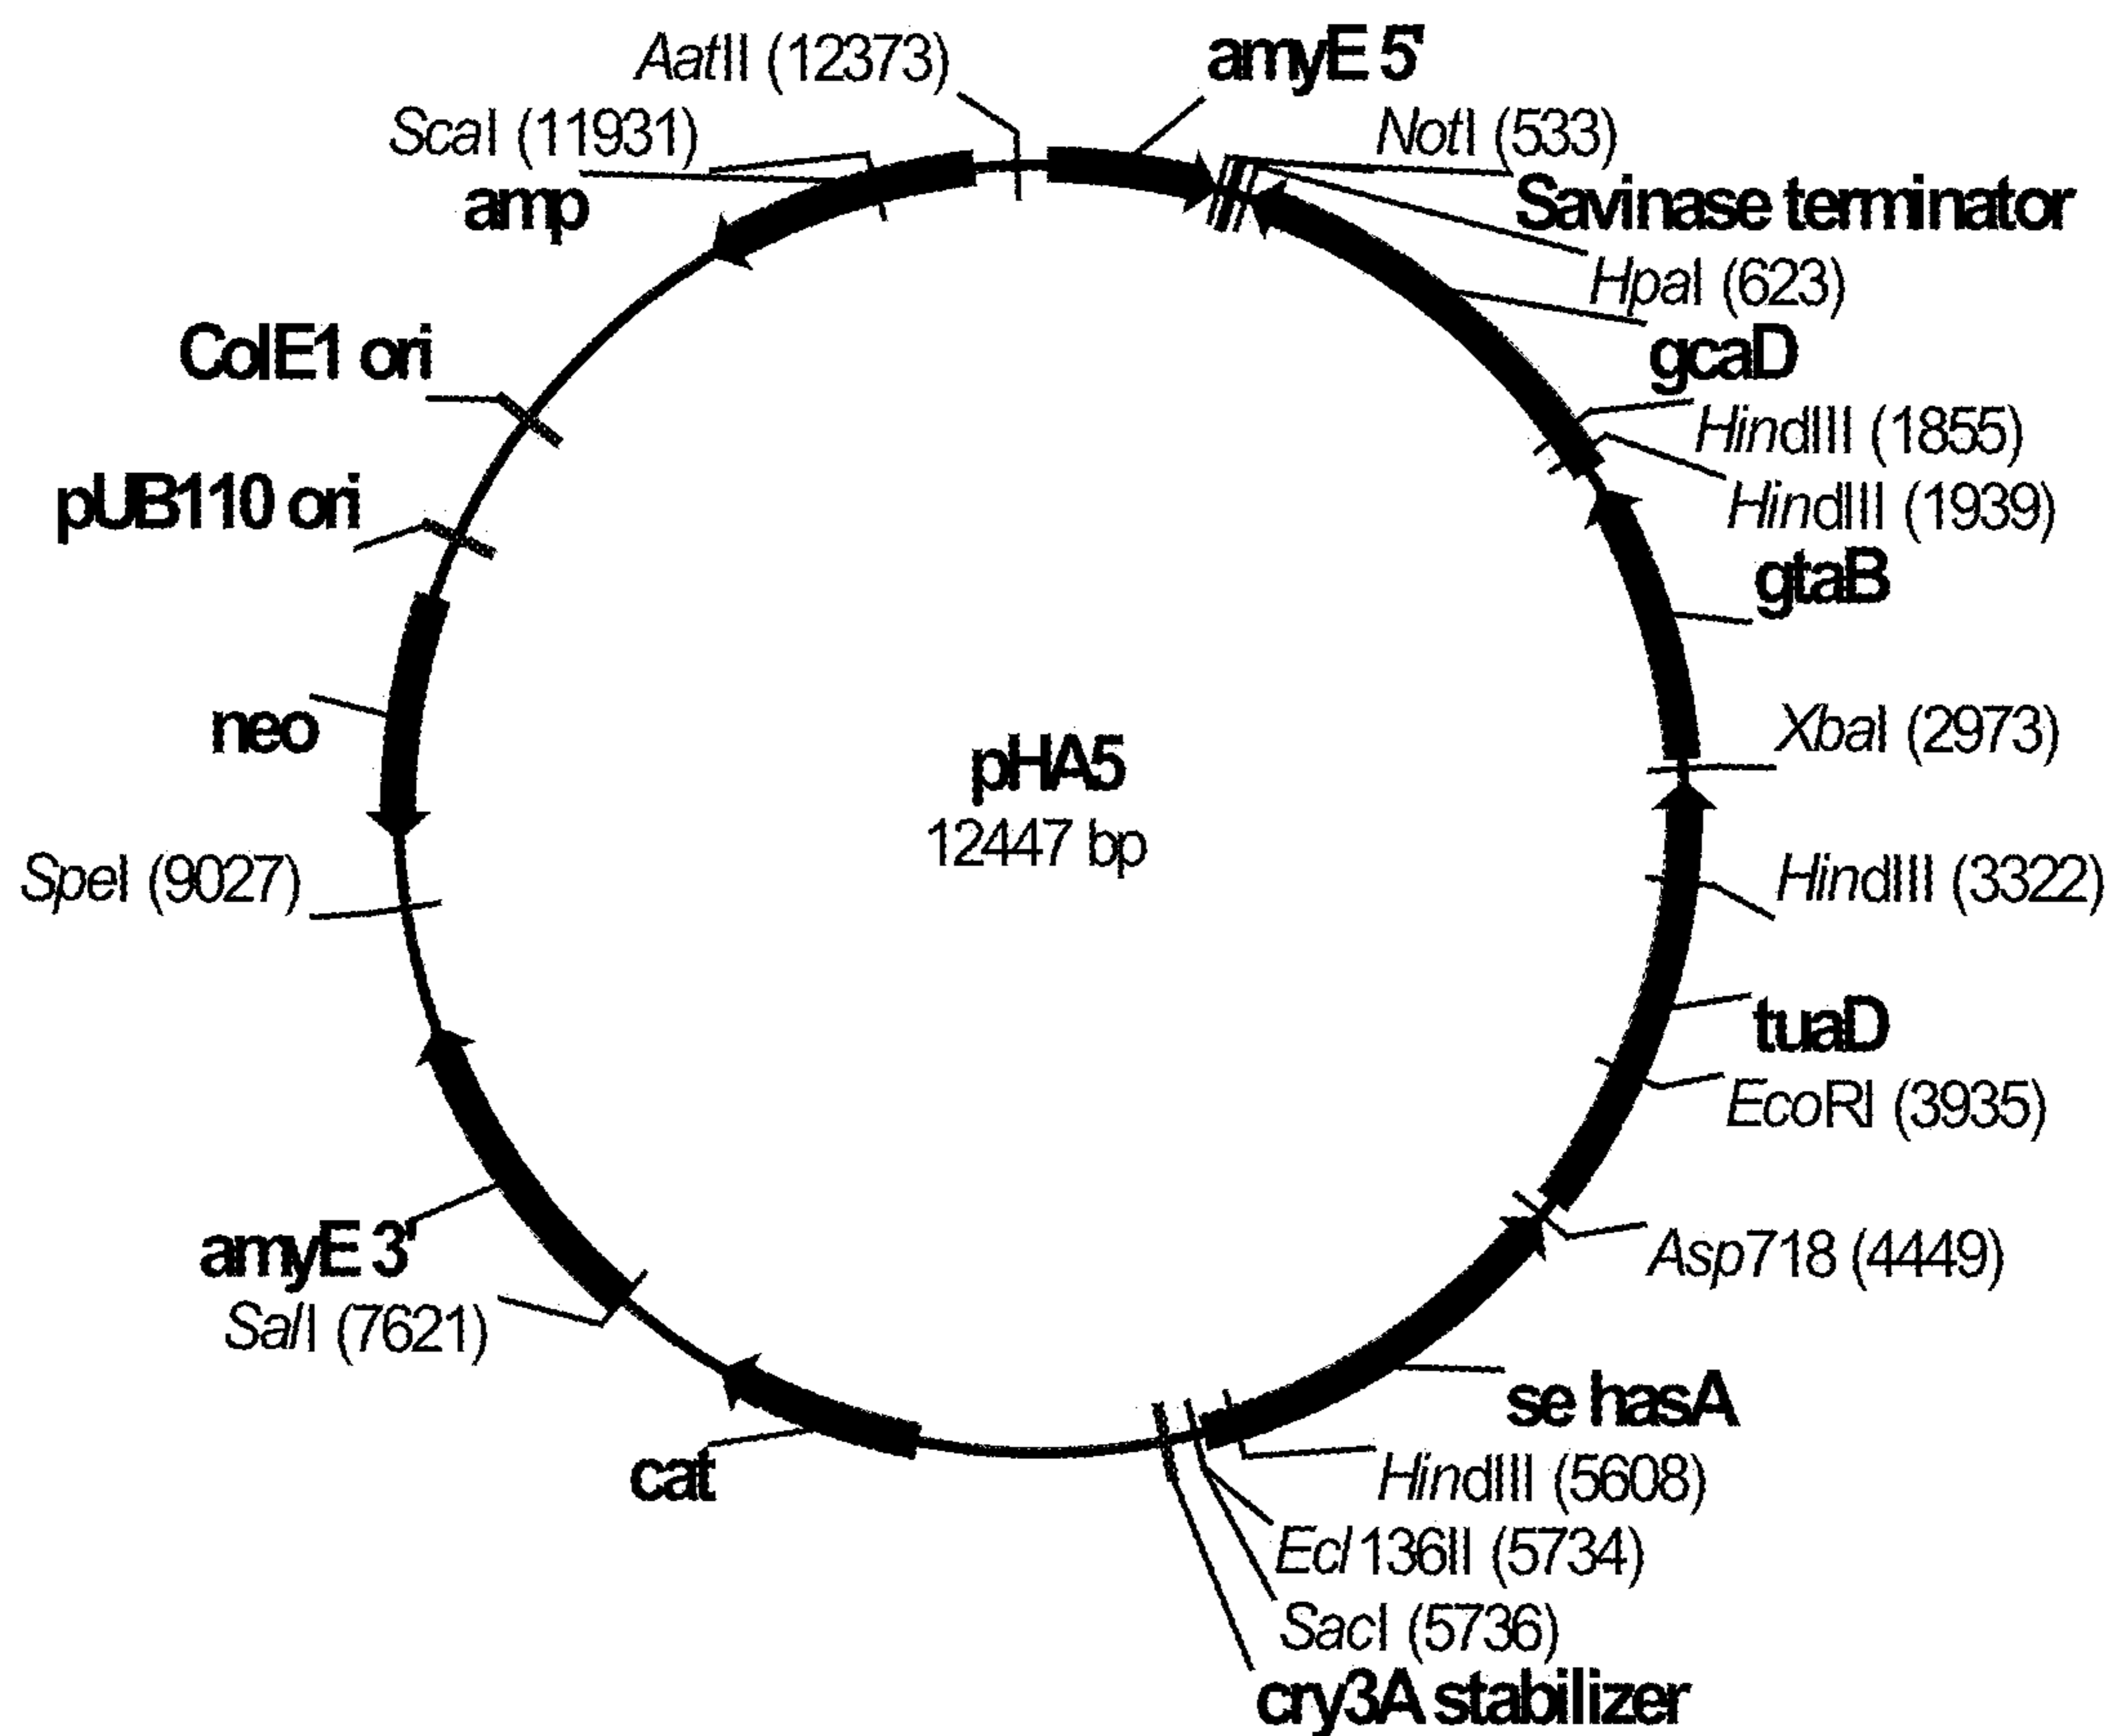 AatII (12373)
amyE 5'
ScaI (11931)
NotI (533)
amp
Savinase terminator
HpaI (623)
ColE1 ori
gcaD
HindIII (1855)
pUB110 ori
HindIII (1939)
gtaB
neo
XbaI (2973)
pHA5
12447 bp
SpeI (9027)
HindIII (3322)
tuaD
EcoRI (3935)
amyE 3'
Asp718 (4449)
SalI (7621)
se hasA
cat
HindIII (5608)
Ecl136II (5734)
SacI (5736)
cry3A stabilizer